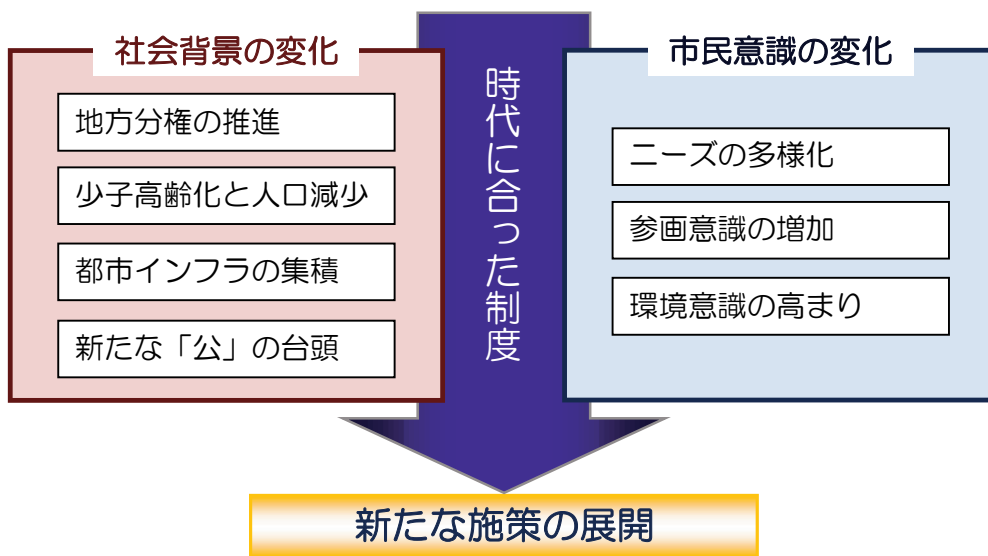 社会背景の変化
地方分権の推進
少子高齢化と人口減少
都市インフラの集積
新たな「公」の台頭
時代に合った制度
市民意識の変化
ニーズの多様化
参画意識の増加
環境意識の高まり
新たな施策の展開